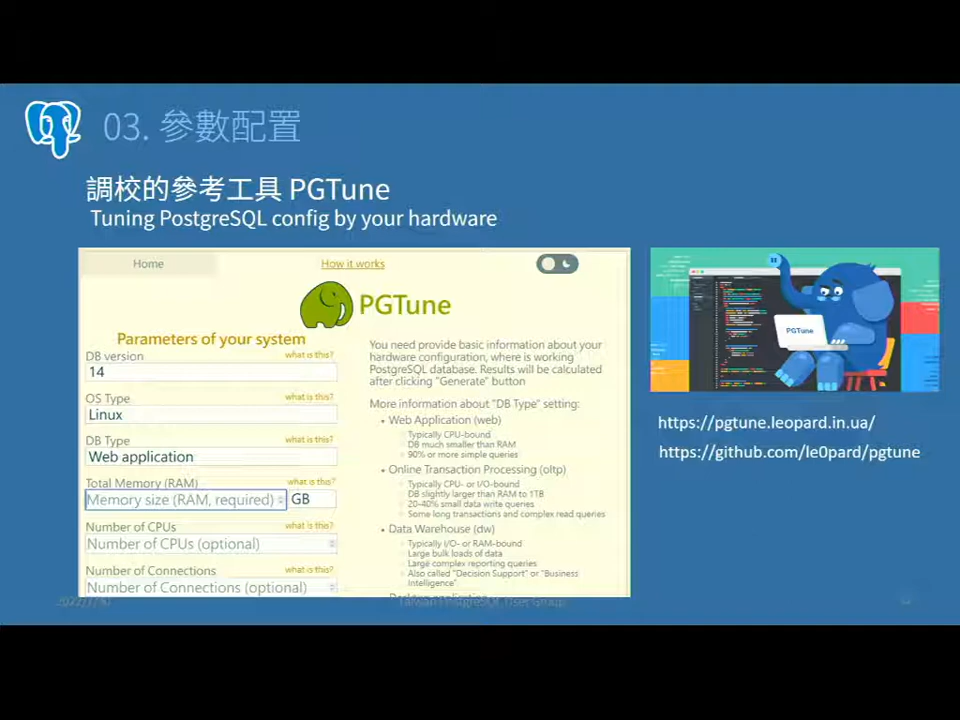 03. 參數配置
調校的參考工具 PGTune
Tuning PostgreSQL config by your hardware
Home
How it works
PGTune
Parameters of your system
DB version
what is this?
14
OS Type
what is this?
Linux
DB Type
what is this?
Web application
Total Memory (RAM)
what is this?
Memory size (RAM, required)
GB
Number of CPUs
what is this?
Number of CPUs (optional)
Number of Connections
what is this?
Number of Connections (optional)
You need provide basic information about your
hardware configuration, where is working
PostgreSQL database. Results will be calculated
after clicking "Generate" button
More information about "DB Type" setting:
Web Application (web)
Typically CPU-bound
DB much smaller than RAM
90% or more simple queries
Online Transaction Processing (oltp)
Typically CPU- or I/O-bound
DB slightly larger than RAM to 1TB
20-40% small data write queries
Some long transactions and complex read queries
Data Warehouse (dw)
Typically I/O- or RAM-bound
Large bulk loads of data
Large complex reporting queries
Also called "Decision Support" or "Business
Intelligence"
Desktop application
Taiwan PostgreSQL User Group
PGTune
https://pgtune.leopard.in.ua/
https://github.com/le0pard/pgtune